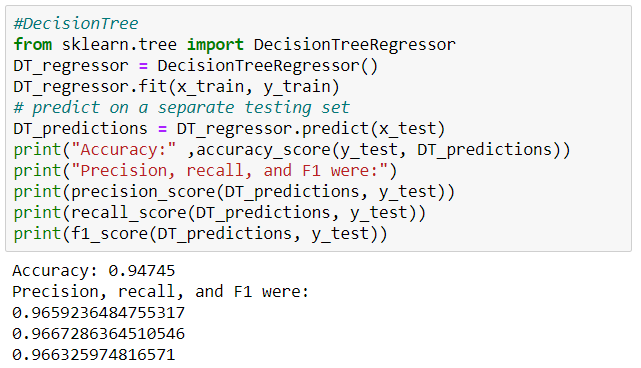 #DecisionTree
from sklearn.tree import DecisionTreeRegressor
DT_regressor = DecisionTreeRegressor()
DT_regressor.fit(x_train, y_train)
# predict on a separate testing set
DT_predictions = DT_regressor.predict(x_test)
print("Accuracy:" ,accuracy_score(y_test, DT_predictions))
print("Precision, recall, and F1 were:")
print(precision_score(DT_predictions, y_test))
print(recall_score(DT_predictions, y_test))
print(f1_score(DT_predictions, y_test))
Accuracy: 0.94745
Precision, recall, and F1 were:
0.9659236484755317
0.9667286364510546
0.966325974816571